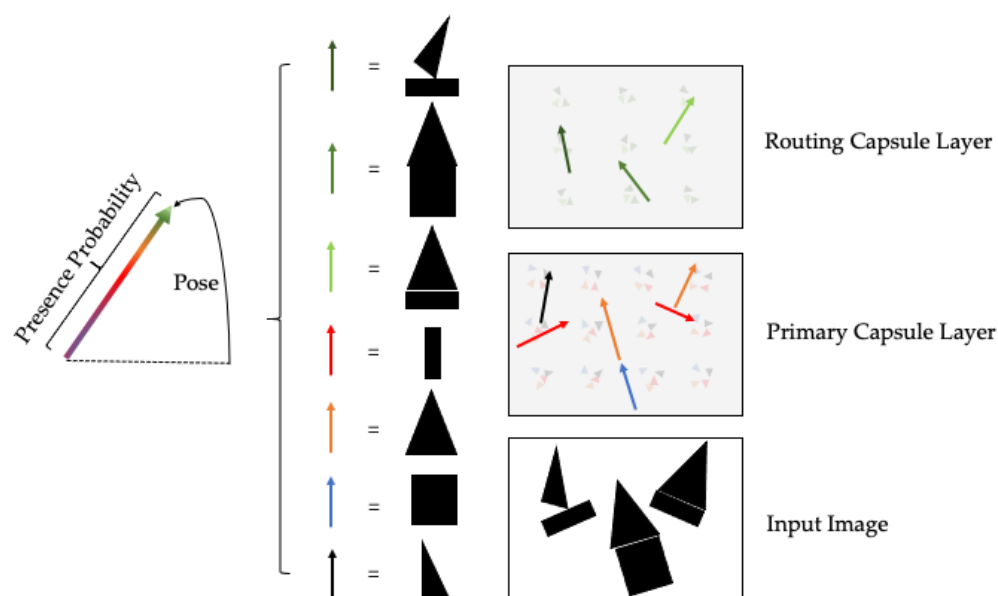 Presence Probability
Pose
=
=
=
=
=
=
=
Routing Capsule Layer
Primary Capsule Layer
Input Image